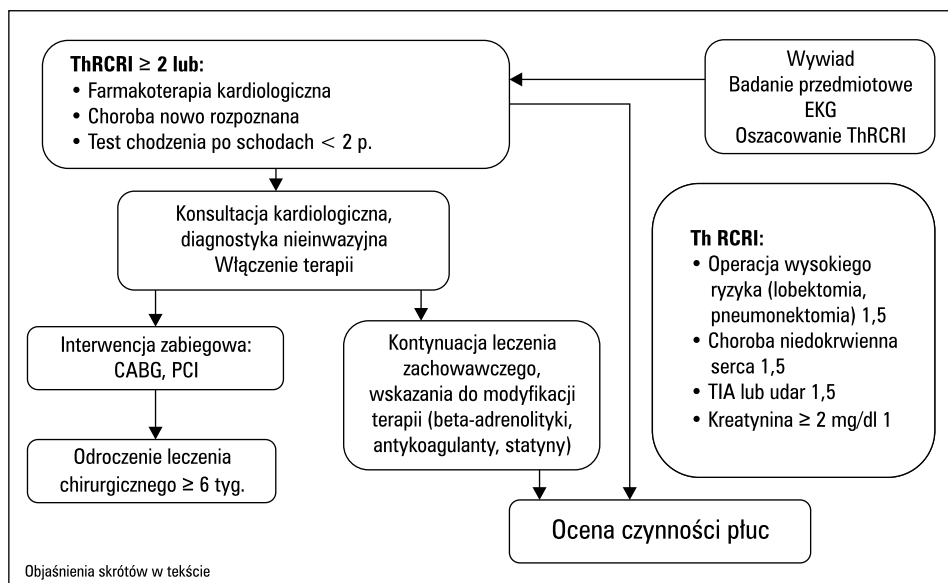 ThRCRI ≥ 2 lub:
• Farmakoterapia kardiologiczna
• Choroba nowo rozpoznana
• Test chodzenia po schodach < 2 p.
Wywiad
Badanie przedmiotowe
EKG
Oszacowanie ThRCRI
Konsultacja kardiologiczna,
diagnostyka nieinwazyjna
Włączenie terapii
Th RCRI:
• Operacja wysokiego
ryzyka (lobektomia,
pneumonektomia) 1,5
• Choroba niedokrwienna
serca 1,5
• TIA lub udar 1,5
• Kreatynina ≥ 2 mg/dl 1
Interwencja zabiegowa:
CABG, PCI
Kontynuacja leczenia
zachowawczego,
wskazania do modyfikacji
terapii (beta-adrenolityki,
antykoagulanty, statyny)
Odroczenie leczenia
chirurgicznego ≥ 6 tyg.
Ocena czynności płuc
Objaśnienia skrótów w tekście